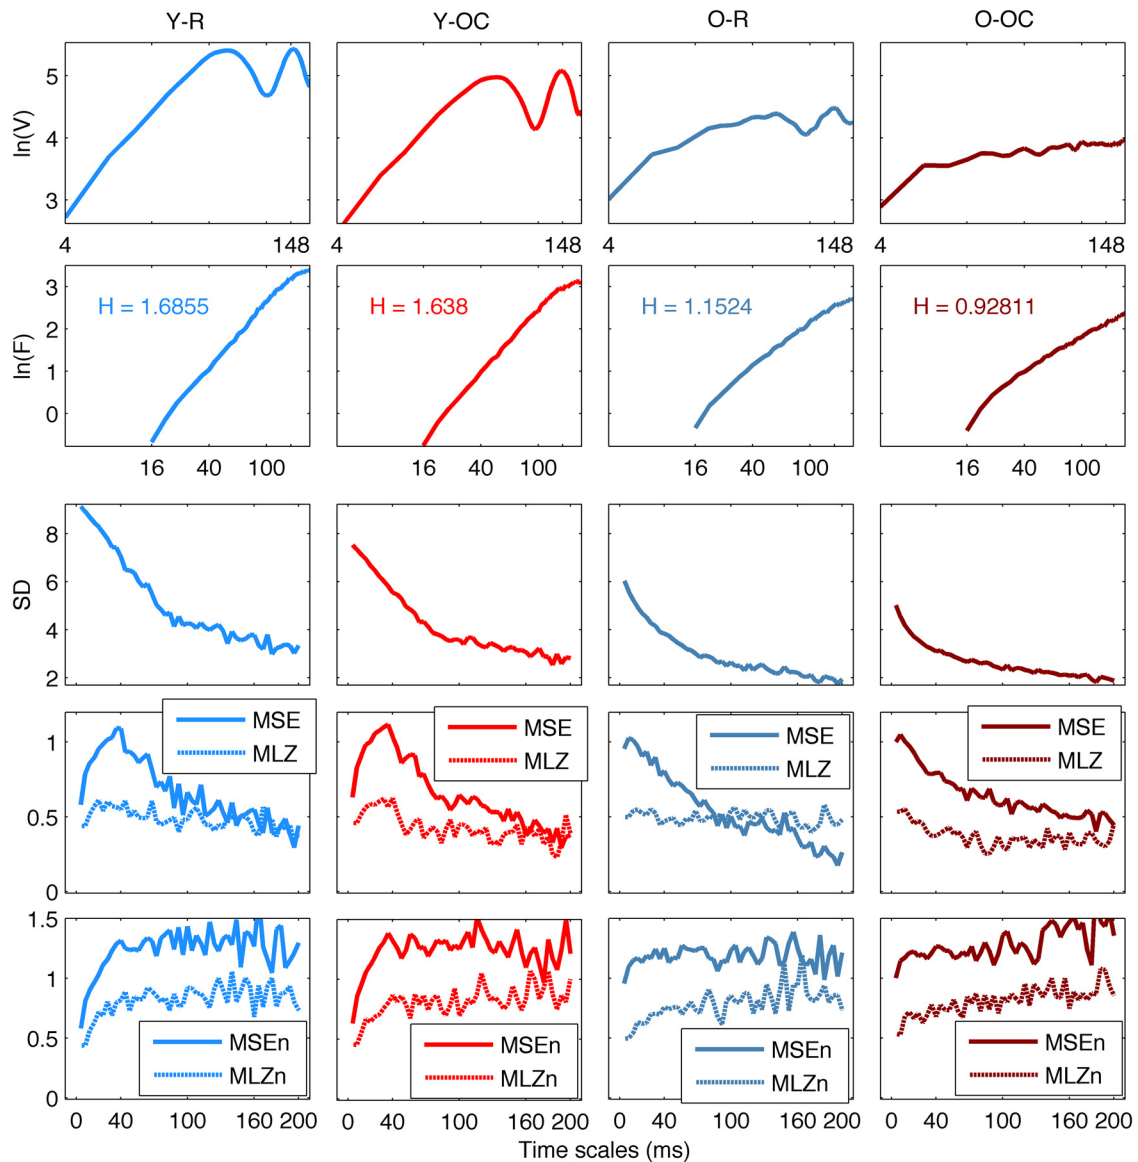 Y-R Y-OC O-R O-OC
ln(V)
5
4
3
4 148 4 148 4 148 4 148
ln(F)
3
2
1
0
H = 1.6855 H = 1.638 H = 1.1524 H = 0.92811
16 40 100 16 40 100 16 40 100 16 40 100
SD
8
6
4
2
1
0.5
0
MSE MSE MSE MSE
MLZ MLZ MLZ MLZ
1.5
1
0.5
0
MSEn MSEn MSEn MSEn
MLZn MLZn MLZn MLZn
0 40 100 160 200 0 40 100 160 200 0 40 100 160 200 0 40 100 160 200
Time scales (ms)